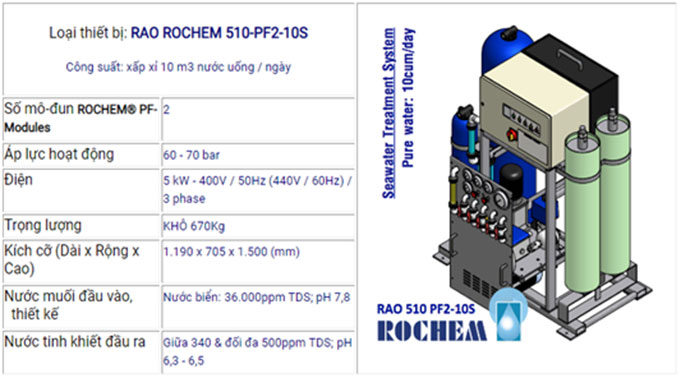 Loại thiết bị: RAO ROCHEM 510-PF2-10S
Công suất: xấp xỉ 10 m3 nước uống / ngày
Số mô-đun ROCHEM® PF-
Modules
2
Áp lực hoạt động
60 - 70 bar
Điện
5 kW - 400V / 50Hz (440V / 60Hz) /
3 phase
Trọng lượng
KHÔ 670Kg
Kích cỡ (Dài x Rộng x
Cao)
1.190 x 705 x 1.500 (mm)
Nước muối đầu vào,
thiết kế
Nước biển: 36.000ppm TDS; pH 7,8
Nước tinh khiết đầu ra
Giữa 340 & đối đa 500ppm TDS; pH
6,3 - 6,5
Seawater Treatment System
Pure water: 10cum/day
RAO 510 PF2-10S
ROCHEM